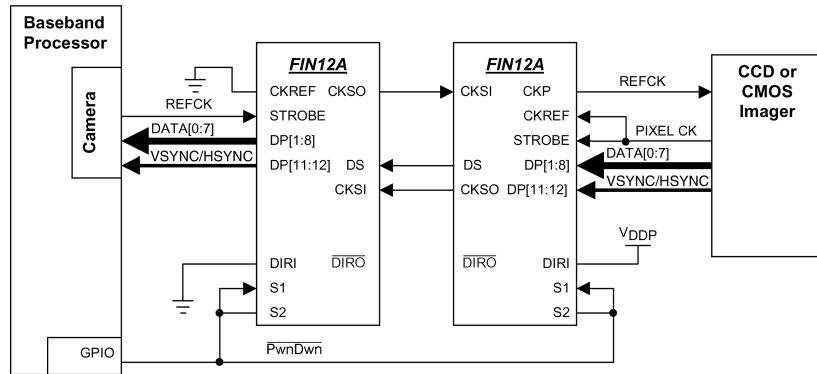 Baseband
Processor
Camera
GPIO
REFCK
DATA[0:7]
VSYNC/HSYNC
FIN12A
CKREF CKSO
STROBE
DP[1:8]
DP[11:12] DS
CKSI
DIRI DIRO
S1
S2
PwnDwn
FIN12A
CKSI CKP
CKREF
STROBE
DS DP[1:8]
CKSO DP[11:12]
DIRO DIRI
S1
S2
REFCK
PIXEL CK
DATA[0:7]
VSYNC/HSYNC
VDDP
CCD or
CMOS
Imager